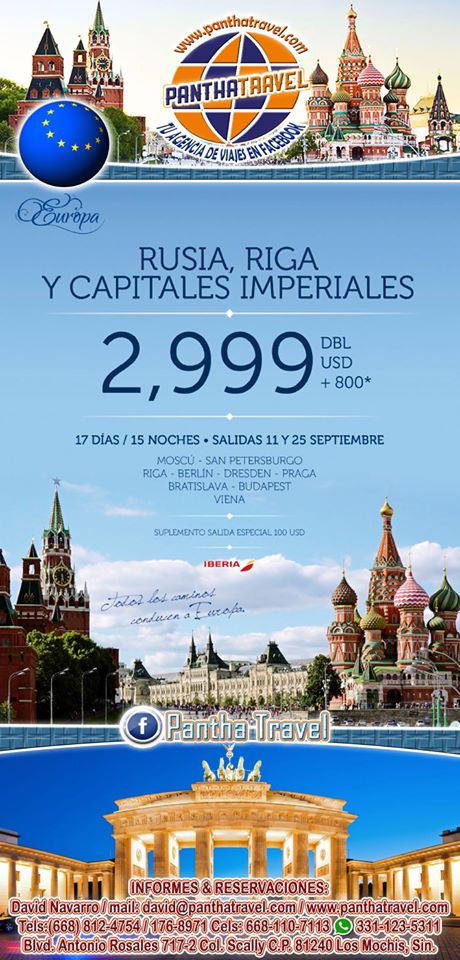 www.panthatravel.com
PANTHATRAVEL
TU AGENCIA DE VIAJES EN FACEBOOK
Europa
RUSIA, RIGA
Y CAPITALES IMPERIALES
2,999 DBL
USD
+ 800*
17 DÍAS / 15 NOCHES • SALIDAS 11 Y 25 SEPTIEMBRE
MOSCÚ - SAN PETERSBURGO
RIGA - BERLÍN - DRESDEN - PRAGA
BRATISLAVA - BUDAPEST
VIENA
SUPLEMENTO SALIDA ESPECIAL 100 USD
IBERIA
Todos los caminos
conducen a Europa.
f Pantha-Travel
INFORMES & RESERVACIONES:
David Navarro / mail: david@panthatravel.com / www.panthatravel.com
Tels:(668) 812-4754 / 176-8971 Cels: 668-110-7113 331-123-5311
Blvd. Antonio Rosales 717-2 Col. Scally C.P. 81240 Los Mochis, Sin.